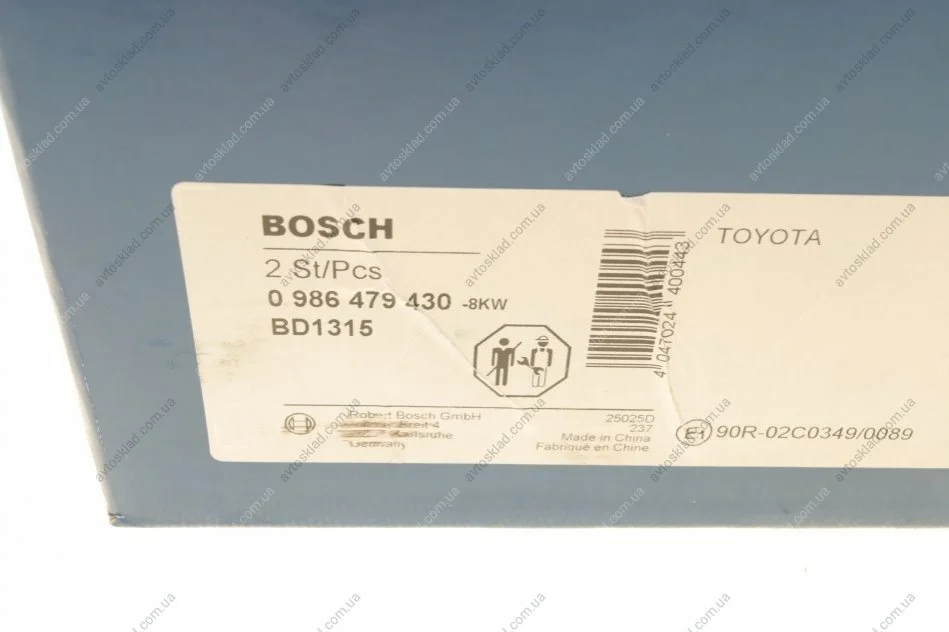 BOSCH
2 St/Pcs
0 986 479 430 -8KW
BD1315
4 047024 400443
TOYOTA
Robert Bosch GmbH
Karlsruhe
Germany
25025D
237
Made in China
Fabriqué en Chine
E1 90R-02C0349/0089
avtosklad.com.ua